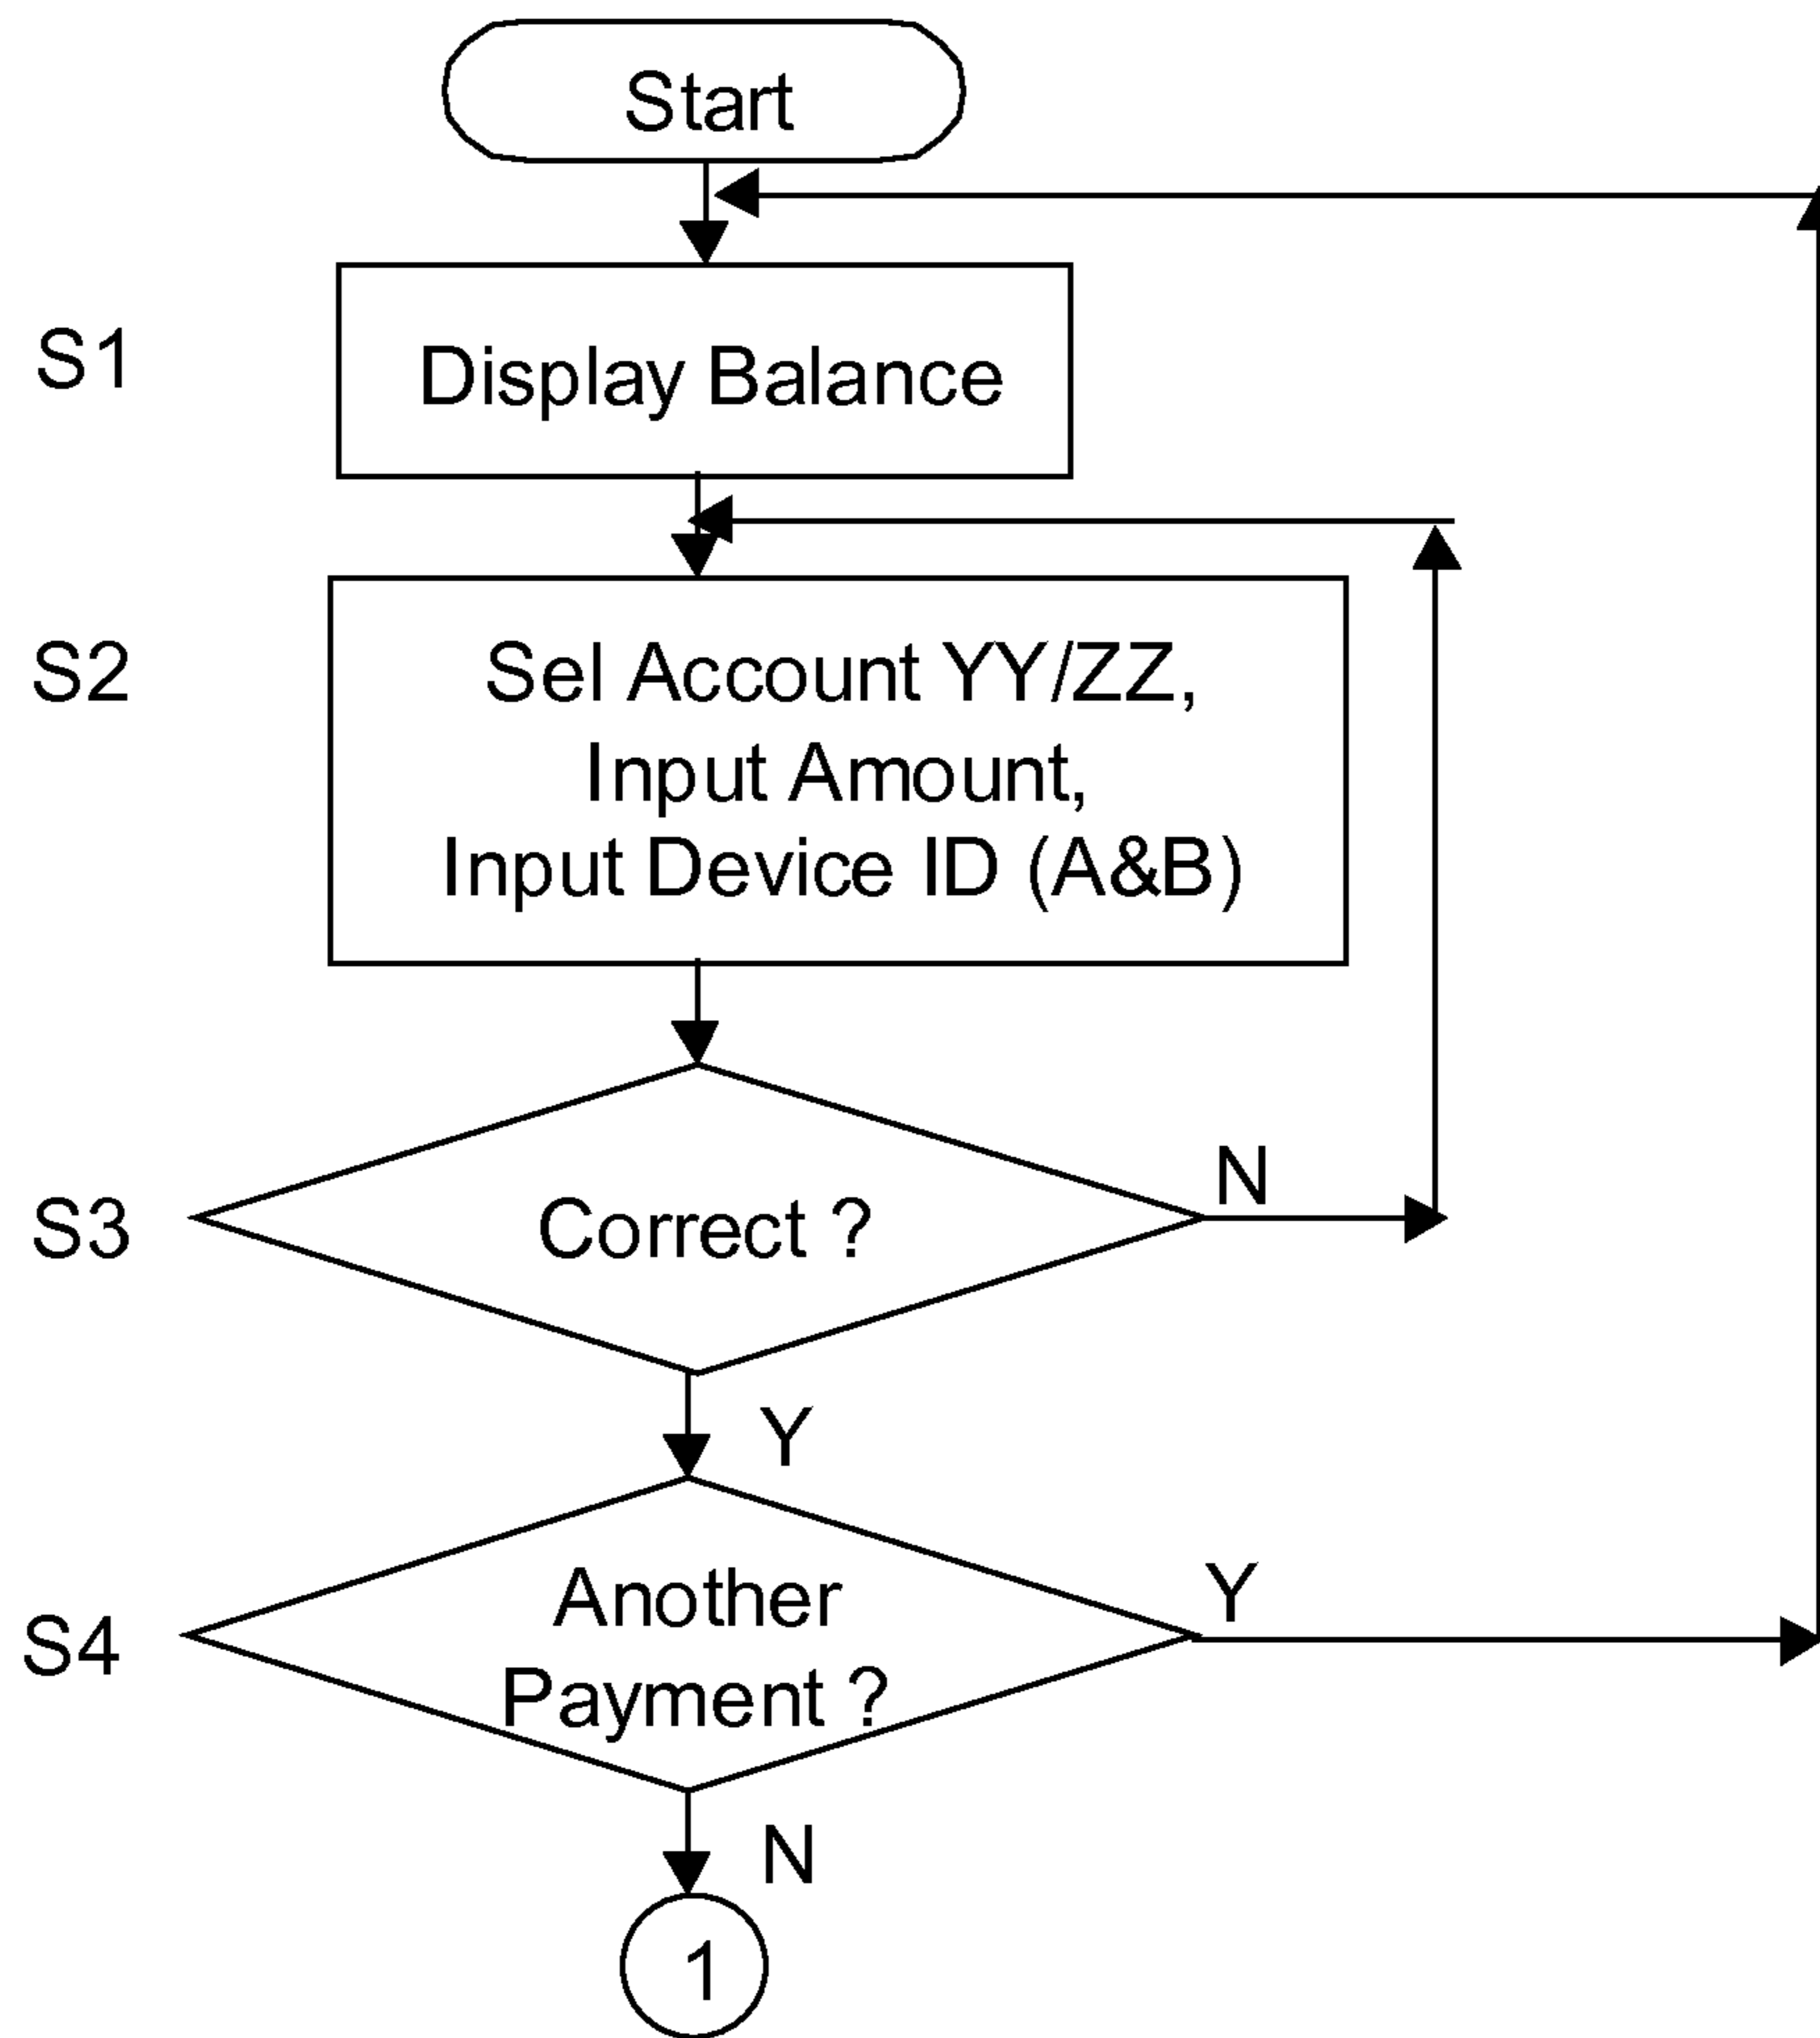 Start
S1
Display Balance
S2
Sel Account YY/ZZ,
Input Amount,
Input Device ID (A&B)
S3
Correct ?
N
Y
S4
Another
Payment ?
Y
N
1